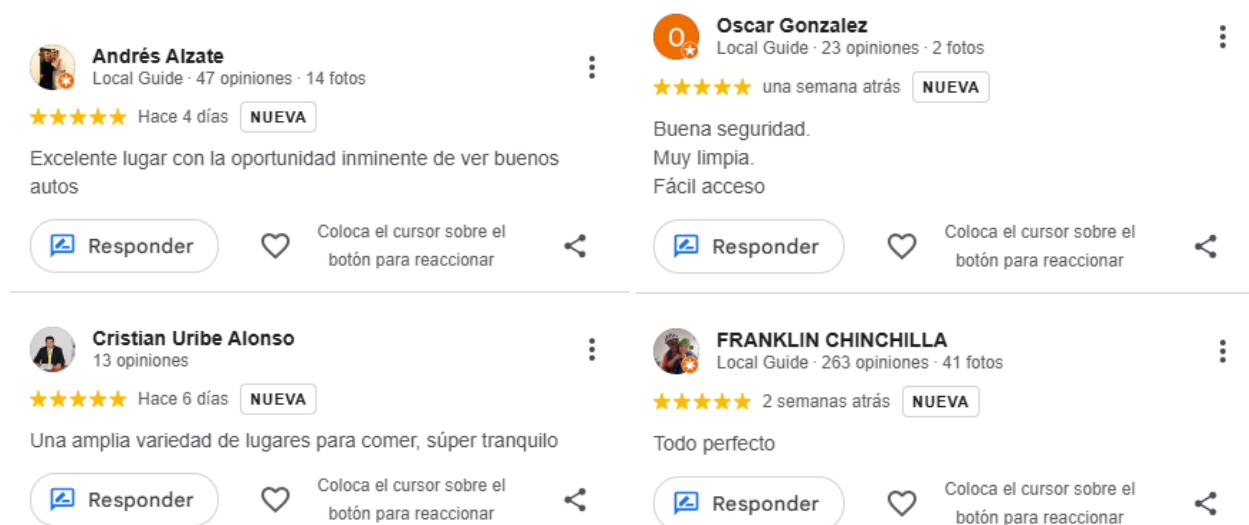 Andrés Alzate
Local Guide · 47 opiniones · 14 fotos
Hace 4 días NUEVA
Excelente lugar con la oportunidad inminente de ver buenos
autos
Responder
Coloca el cursor sobre el
botón para reaccionar
Cristian Uribe Alonso
13 opiniones
Hace 6 días NUEVA
Una amplia variedad de lugares para comer, súper tranquilo
Responder
Coloca el cursor sobre el
botón para reaccionar
O
Oscar Gonzalez
Local Guide · 23 opiniones · 2 fotos
una semana atrás NUEVA
Buena seguridad.
Muy limpia.
Fácil acceso
Responder
Coloca el cursor sobre el
botón para reaccionar
FRANKLIN CHINCHILLA
Local Guide · 263 opiniones · 41 fotos
2 semanas atrás NUEVA
Todo perfecto
Responder
Coloca el cursor sobre el
botón para reaccionar